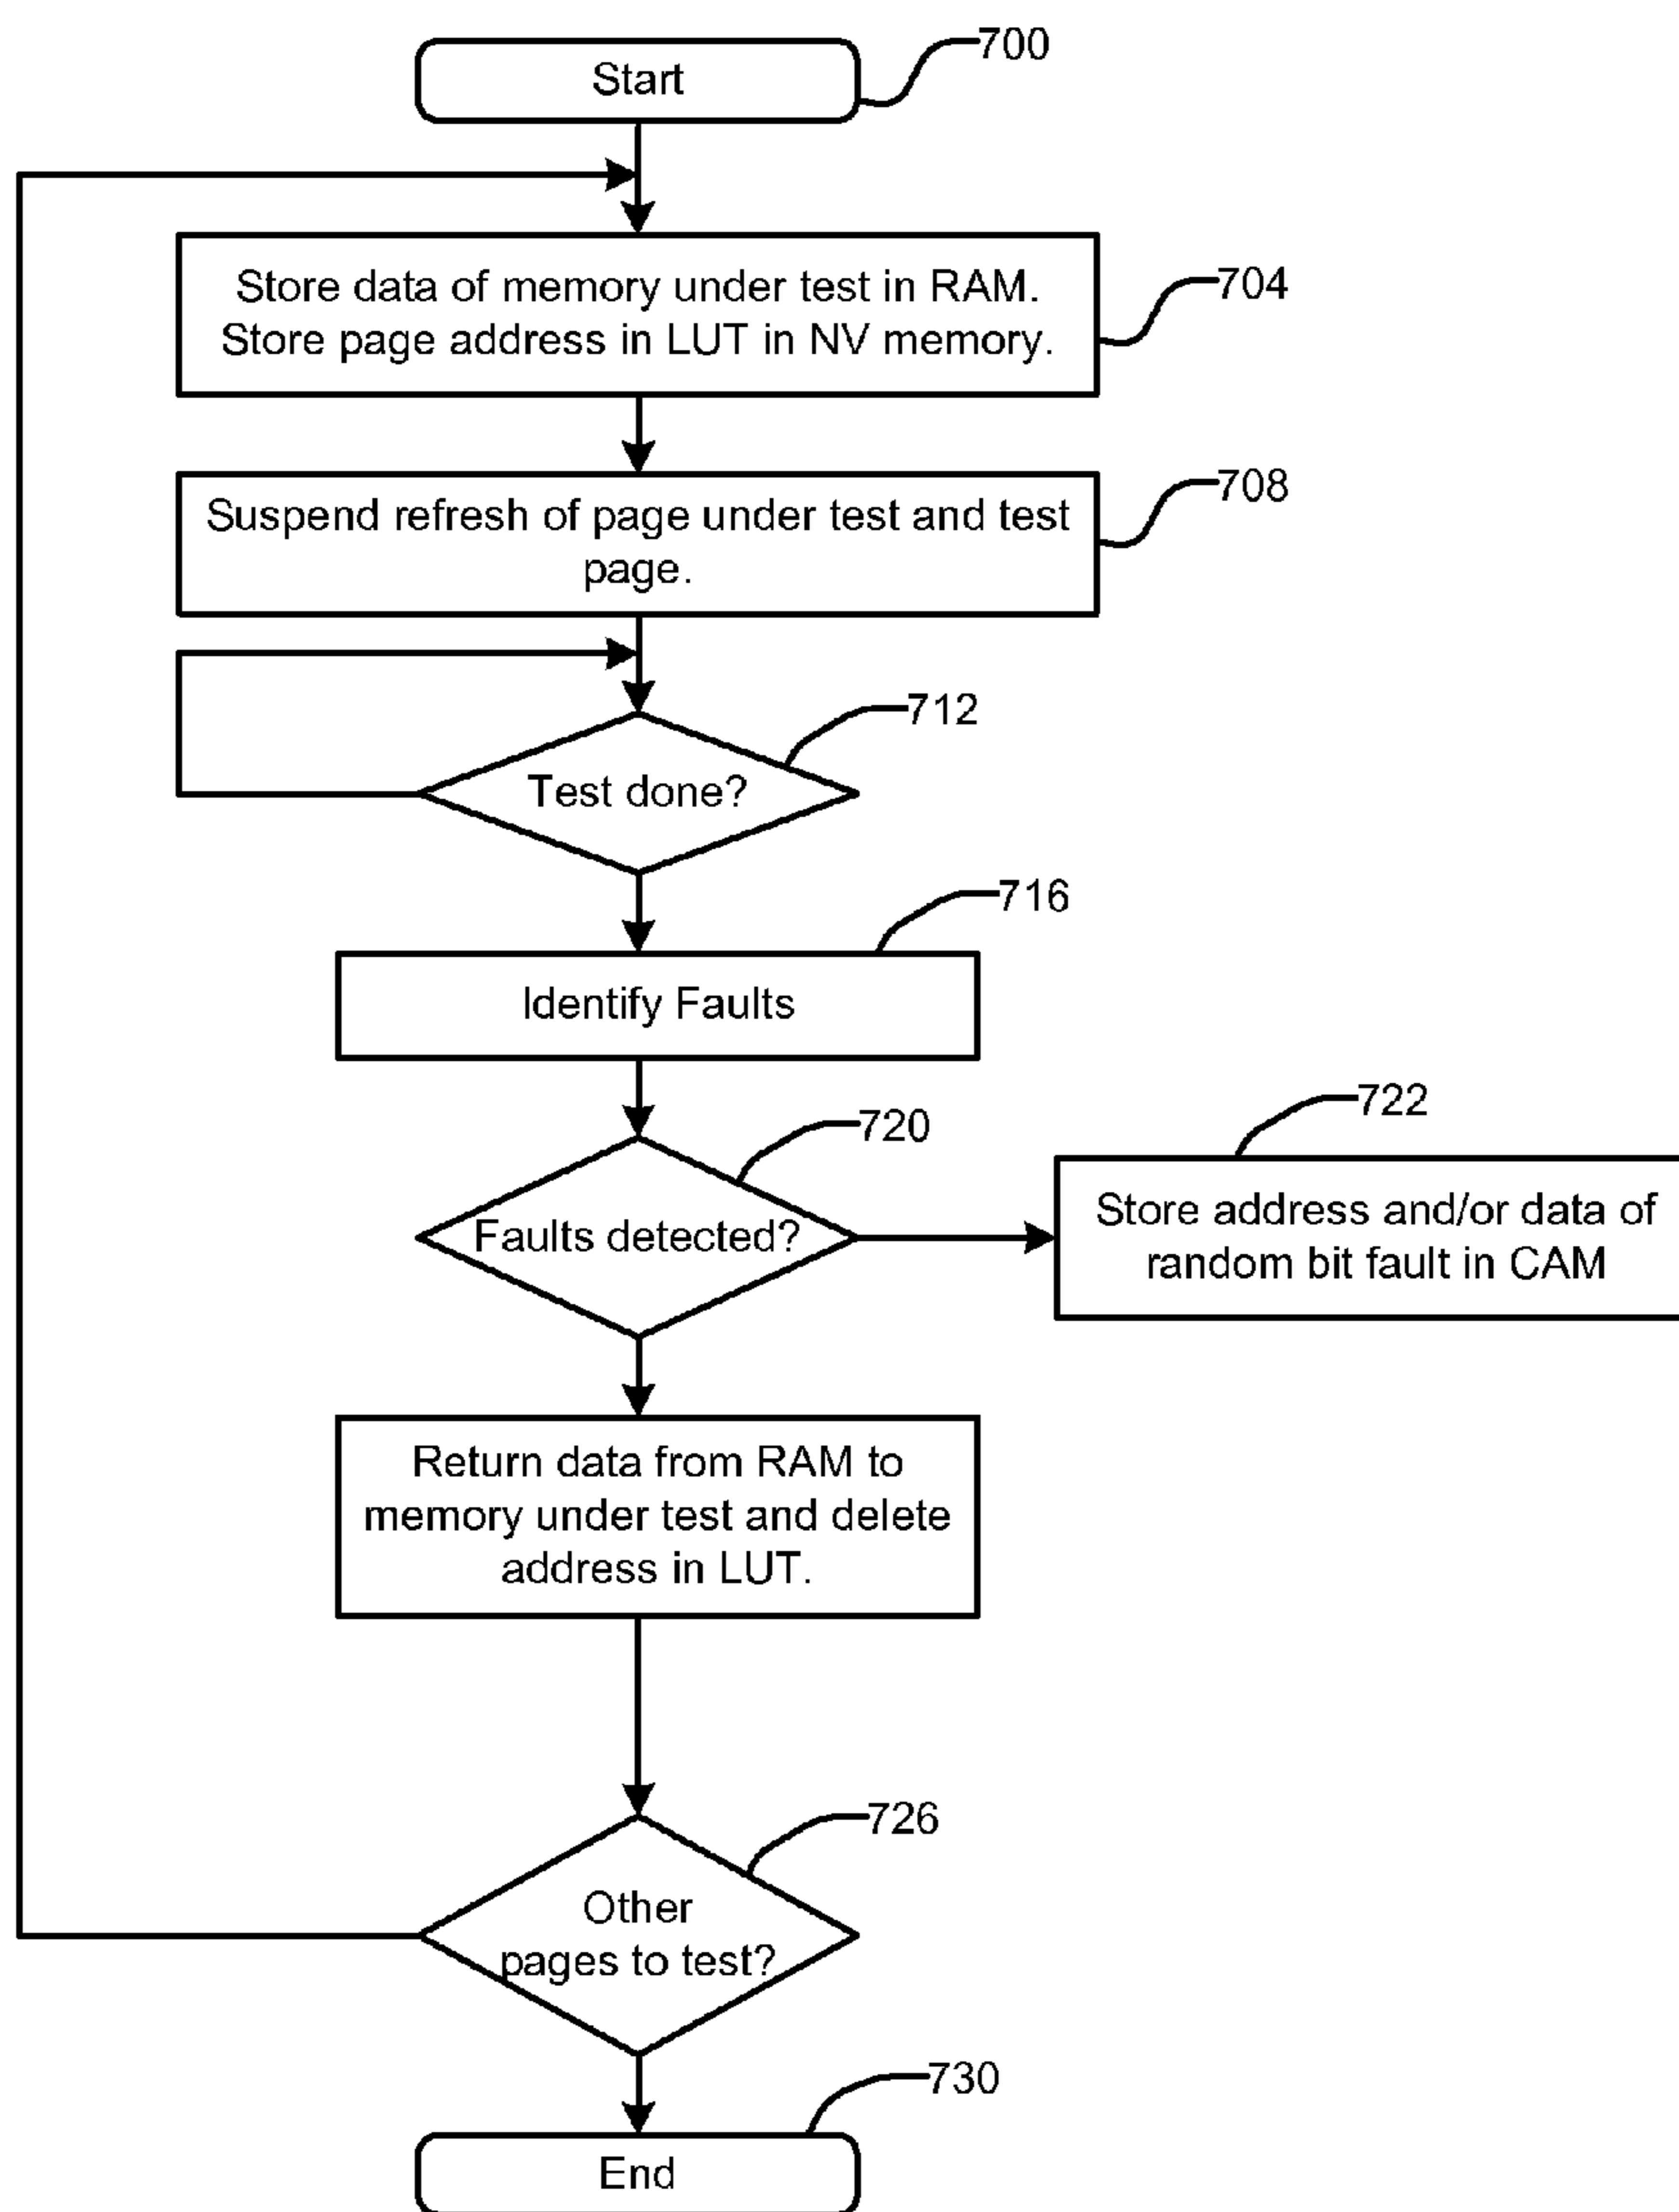 Start
700
Store data of memory under test in RAM.
Store page address in LUT in NV memory.
704
Suspend refresh of page under test and test
page.
708
712
Test done?
716
Identify Faults
720
Faults detected?
722
Store address and/or data of
random bit fault in CAM
Return data from RAM to
memory under test and delete
address in LUT.
726
Other
pages to test?
730
End